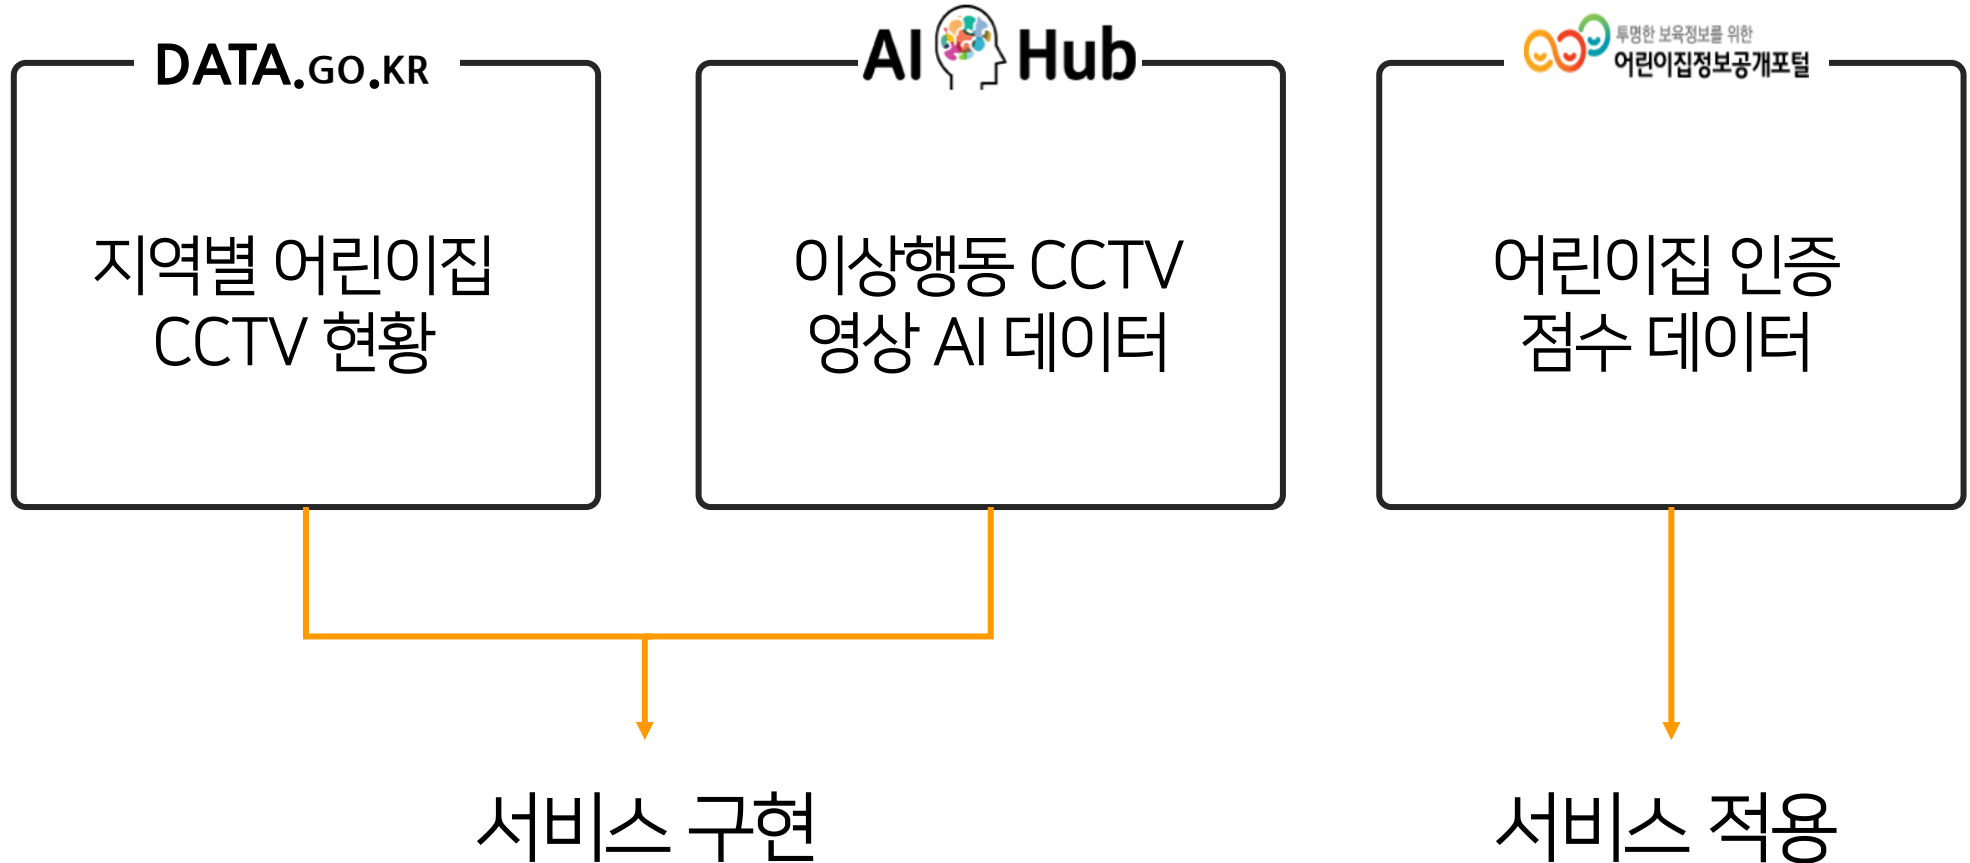 DATA.GO.KR
지역별 어린이집
CCTV 현황
AI Hub
이상행동 CCTV
영상 AI 데이터
투명한 보육정보를 위한
어린이집정보공개포털
어린이집 인증
점수 데이터
서비스 구현
서비스 적용